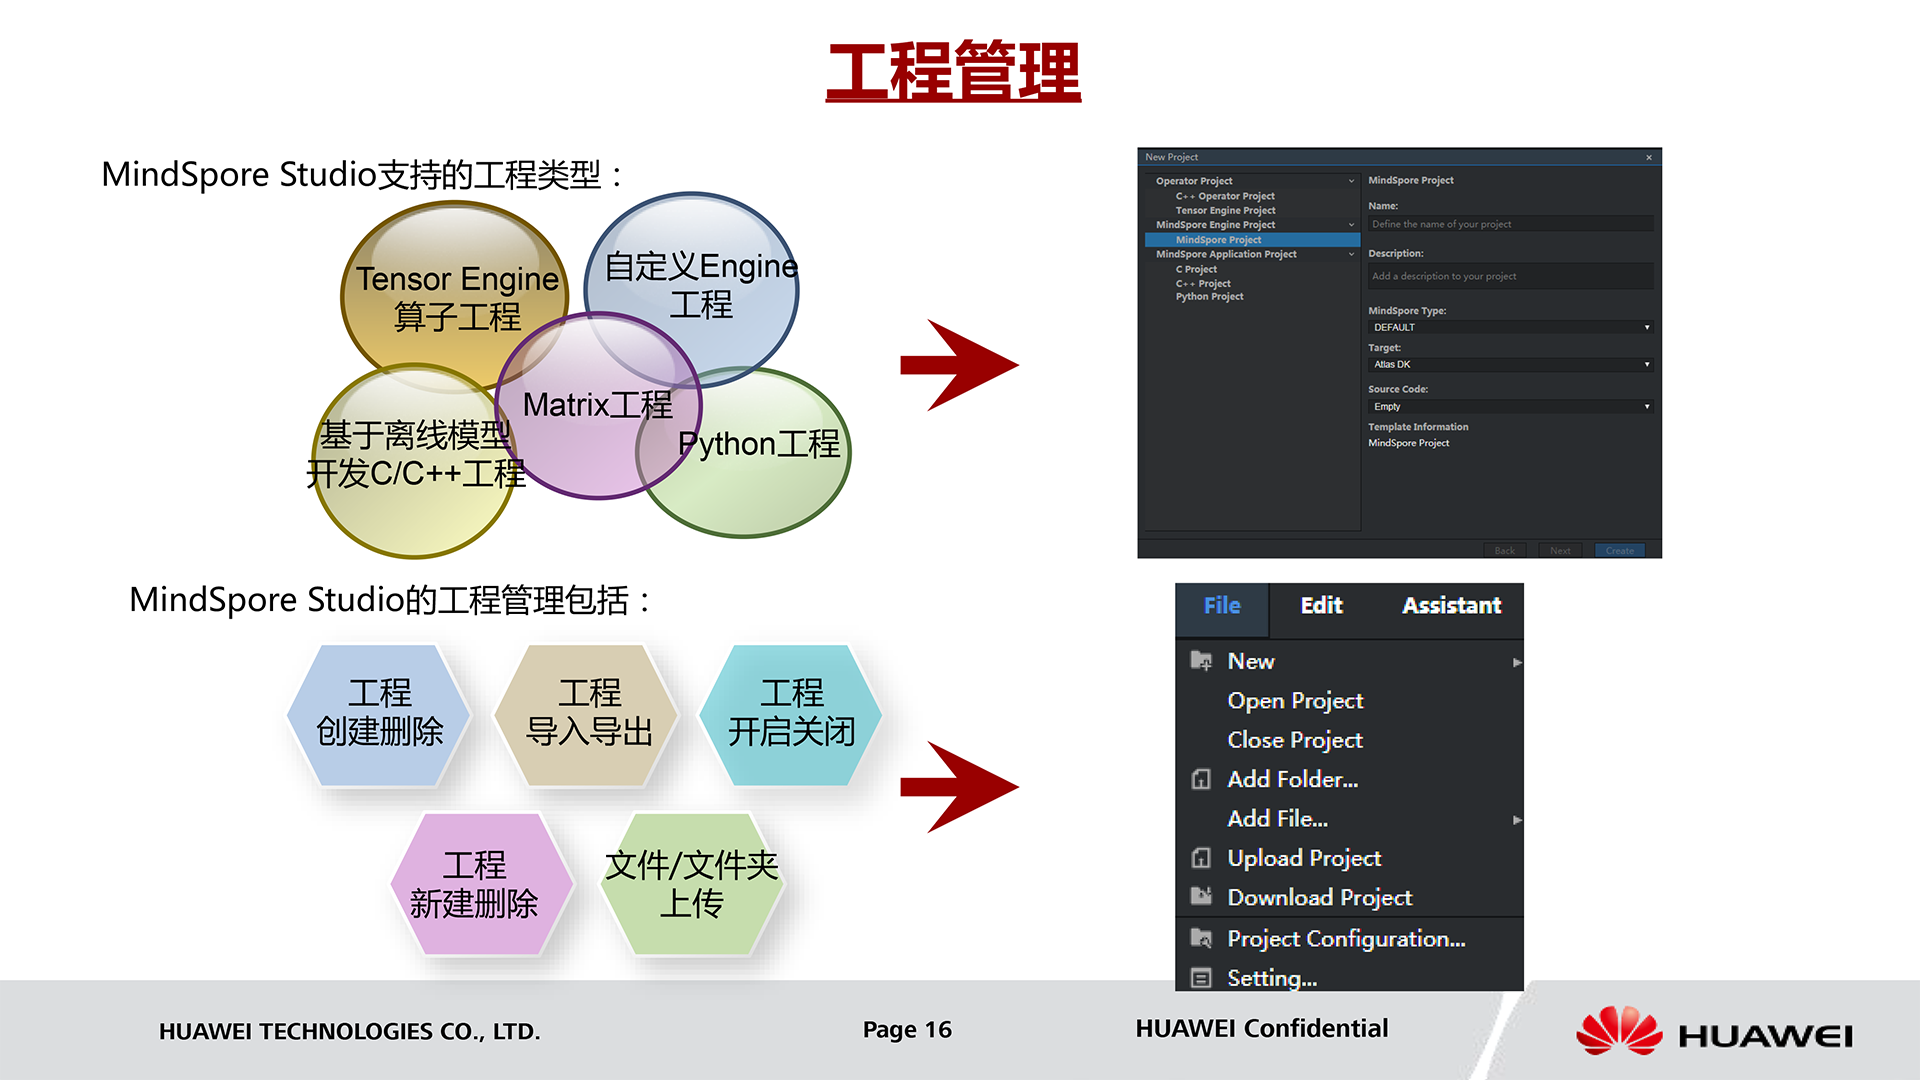 工程管理
MindSpore Studio支持的工程类型：
Tensor Engine
算子工程
自定义Engine
工程
Matrix工程
基于离线模型
开发C/C++工程
Python工程
New Project
×
Operator Project
C++ Operator Project
Tensor Engine Project
MindSpore Engine Project
MindSpore Project
MindSpore Application Project
C Project
C++ Project
Python Project
MindSpore Project
Name:
Define the name of your project
Description:
Add a description to your project
MindSpore Type:
DEFAULT
Target:
Atlas DK
Source Code:
Empty
Template Information
MindSpore Project
Back Next Create
MindSpore Studio的工程管理包括：
工程
创建删除
工程
导入导出
工程
开启关闭
工程
新建删除
文件/文件夹
上传
File Edit Assistant
New
Open Project
Close Project
Add Folder...
Add File...
Upload Project
Download Project
Project Configuration...
Setting...
HUAWEI TECHNOLOGIES CO., LTD.
Page 16
HUAWEI Confidential
HUAWEI